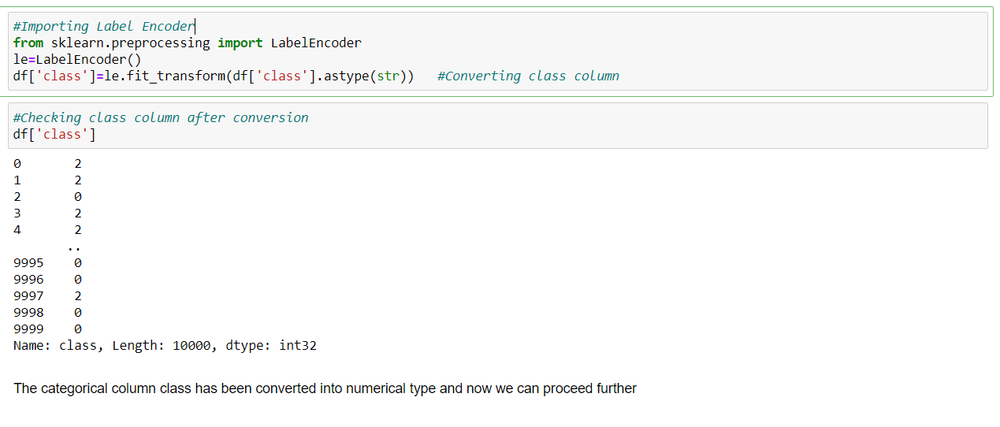 #Importing Label Encoder
from sklearn.preprocessing import LabelEncoder
le=LabelEncoder()
df['class']=le.fit_transform(df['class'].astype(str))   #Converting class column
#Checking class column after conversion
df['class']
0       2
1       2
2       0
3       2
4       2
       ..
9995    0
9996    0
9997    2
9998    0
9999    0
Name: class, Length: 10000, dtype: int32
The categorical column class has been converted into numerical type and now we can proceed further